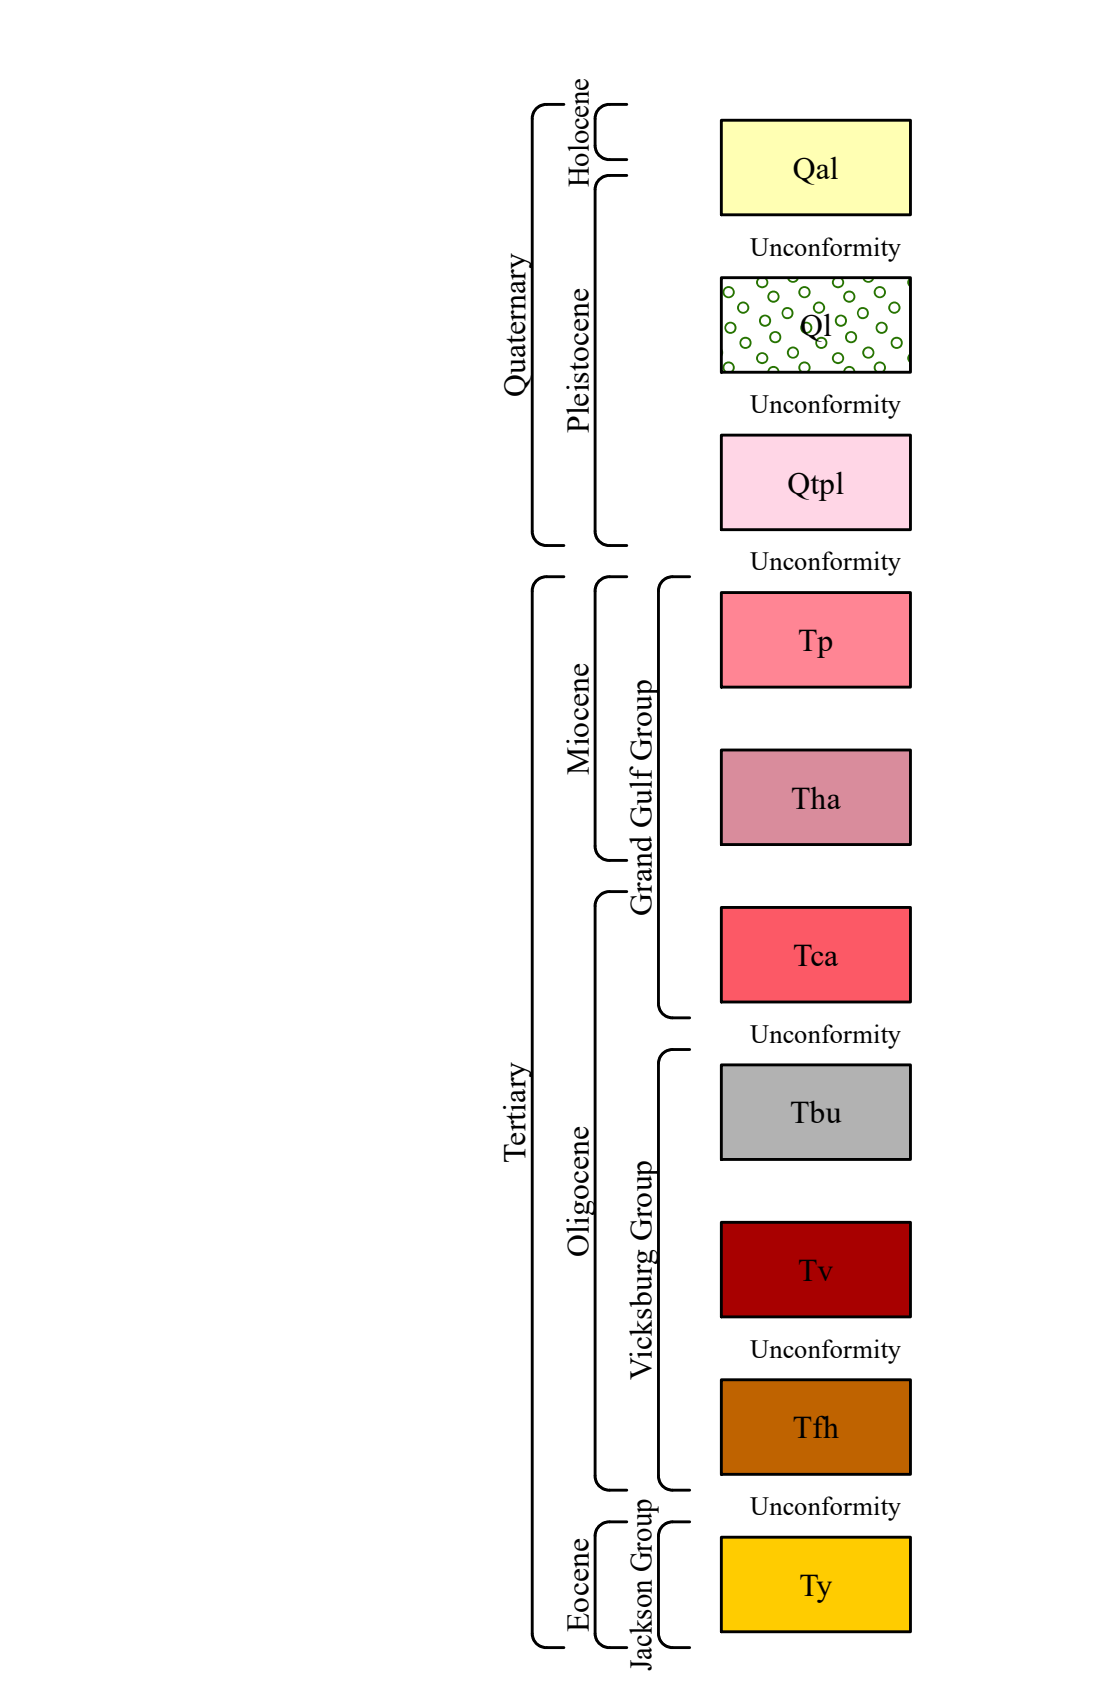 Quaternary
Holocene
Pleistocene
Qal
Unconformity
Ql
Unconformity
Qtpl
Unconformity
Tertiary
Miocene
Grand Gulf Group
Tp
Tha
Oligocene
Tca
Unconformity
Vicksburg Group
Tbu
Tv
Unconformity
Tfh
Unconformity
Eocene
Jackson Group
Ty